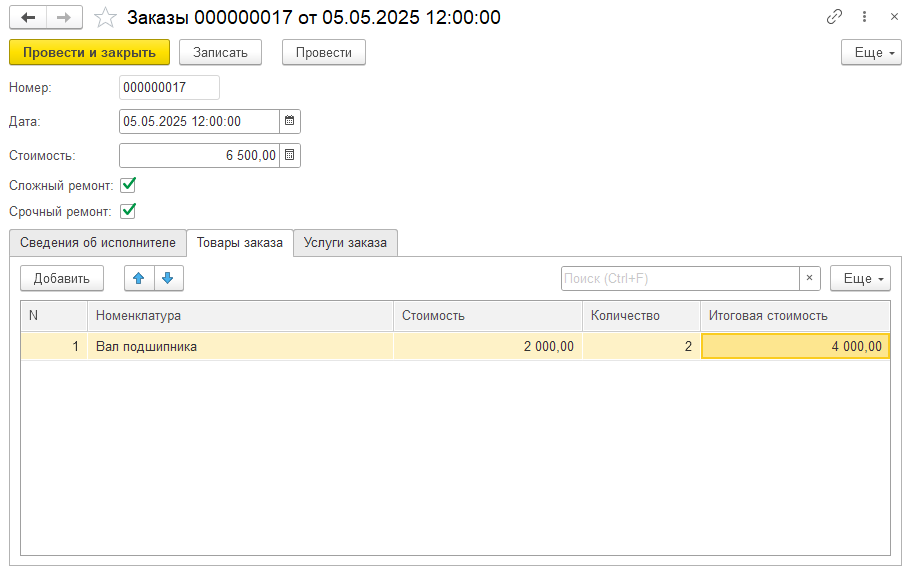 Заказы 000000017 от 05.05.2025 12:00:00
Провести и закрыть Записать Провести Еще
Номер: 000000017
Дата: 05.05.2025 12:00:00
Стоимость: 6 500,00
Сложный ремонт:
Срочный ремонт:
Сведения об исполнителе Товары заказа Услуги заказа
Добавить Поиск (Ctrl+F) × Еще
N Номенклатура Стоимость Количество Итоговая стоимость
1 Вал подшипника 2 000,00 2 4 000,00